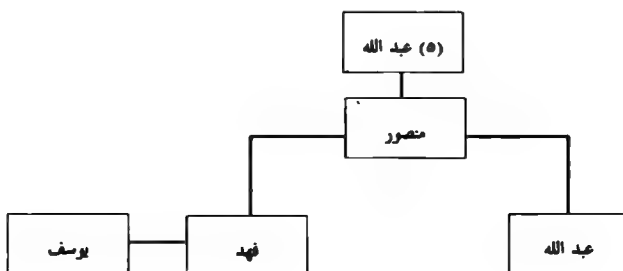 (٥) عبد الله
منصور
عبد الله
فهد
يوسف